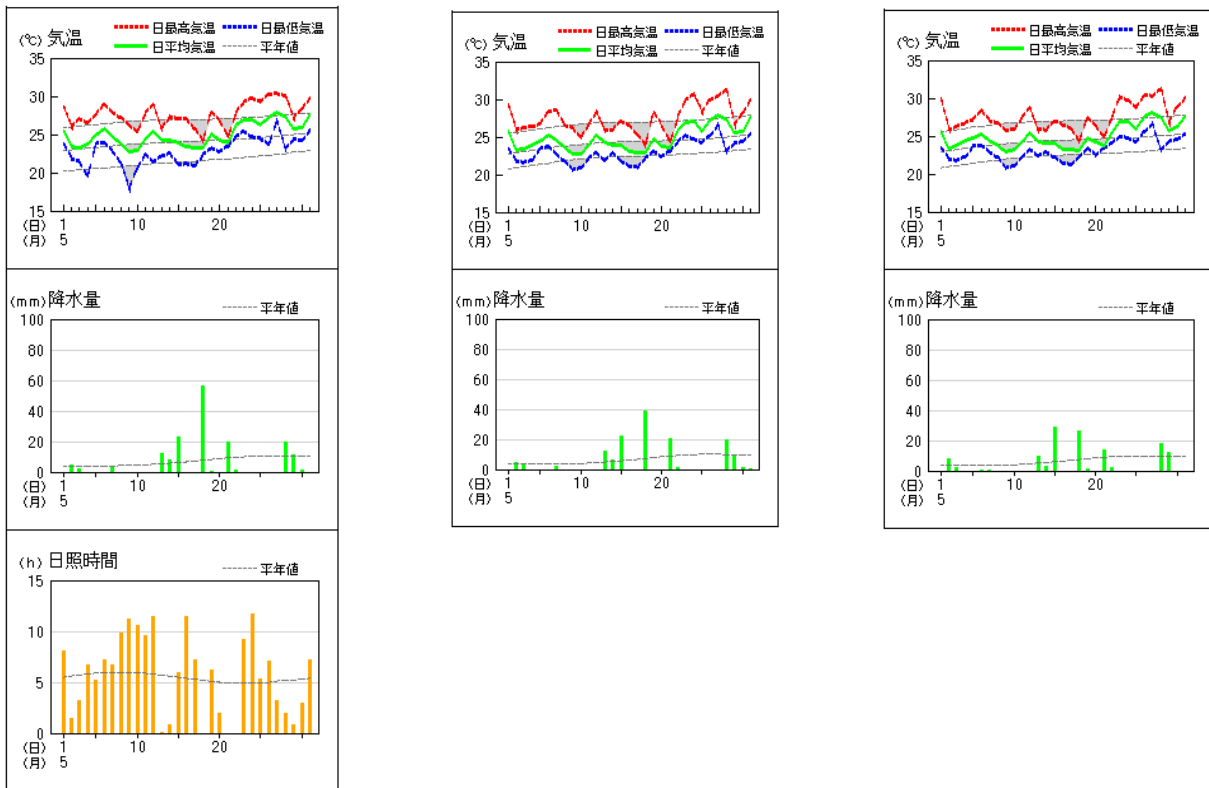 (℃) 気温
日最高気温 日最低気温
日平均気温 平年値
35
30
25
20
15
(日) 1 10 20
(月) 5
(mm) 降水量
平年値
100
80
60
40
20
0
(日) 1 10 20
(月) 5
(h) 日照時間
平年値
15
10
5
0
(日) 1 10 20
(月) 5
(℃) 気温
日最高気温 日最低気温
日平均気温 平年値
35
30
25
20
15
(日) 1 10 20
(月) 5
(mm) 降水量
平年値
100
80
60
40
20
0
(日) 1 10 20
(月) 5
(℃) 気温
日最高気温 日最低気温
日平均気温 平年値
35
30
25
20
15
(日) 1 10 20
(月) 5
(mm) 降水量
平年値
100
80
60
40
20
0
(日) 1 10 20
(月) 5